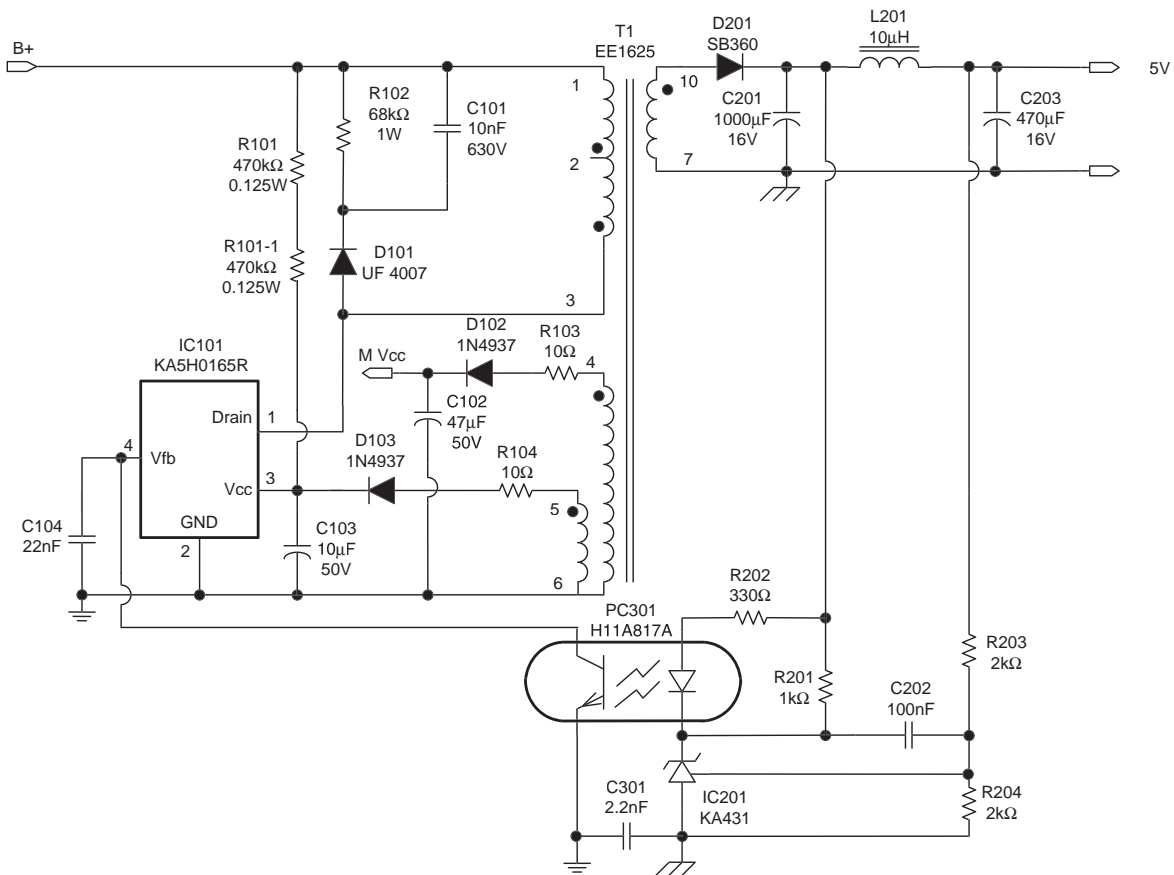 B+
T1
EE1625
D201
SB360
L201
10μH
5V
1
10
R102
68kΩ
1W
C101
10nF
630V
C201
1000μF
16V
C203
470μF
16V
R101
470kΩ
0.125W
2
7
R101-1
470kΩ
0.125W
D101
UF 4007
3
IC101
KA5H0165R
D102
1N4937
R103
10Ω
M Vcc
4
C102
47μF
50V
Drain
1
4
Vfb
D103
1N4937
R104
10Ω
3
Vcc
5
GND
2
C104
22nF
C103
10μF
50V
6
R202
330Ω
PC301
H11A817A
R203
2kΩ
R201
1kΩ
C202
100nF
C301
2.2nF
IC201
KA431
R204
2kΩ